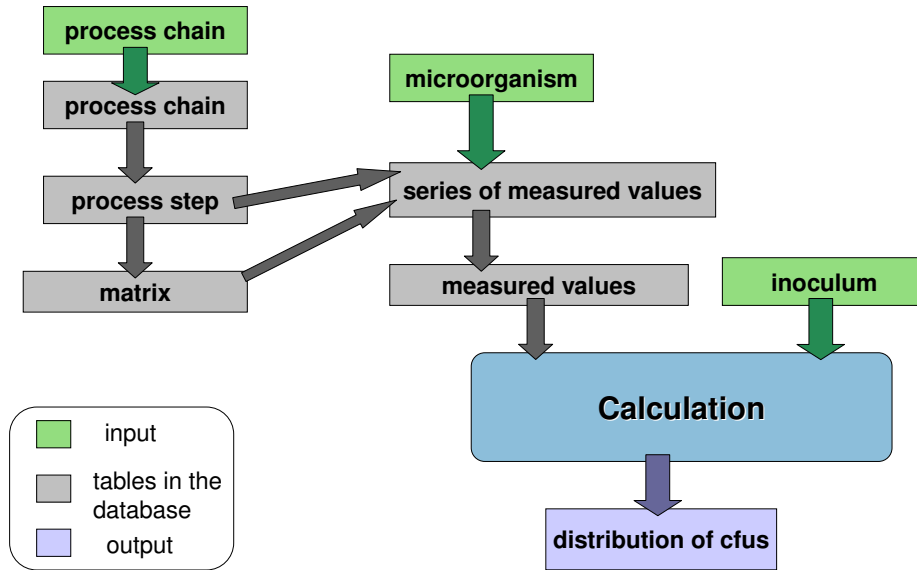 process chain
process chain
process step
matrix
microorganism
series of measured values
measured values
inoculum
Calculation
distribution of cfus
input
tables in the
database
output